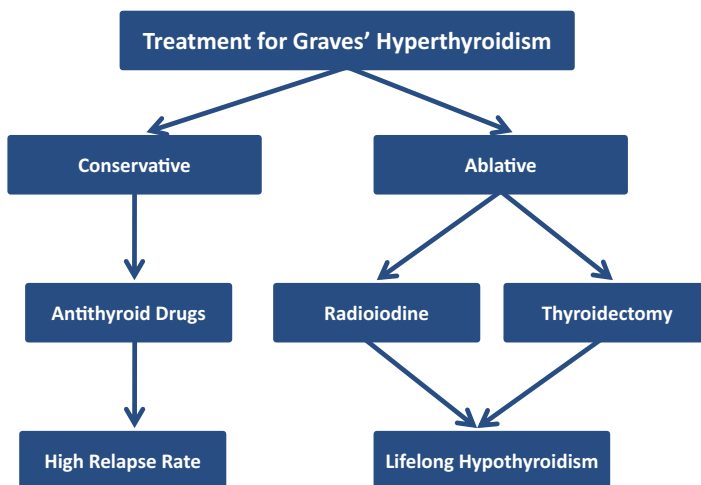 Treatment for Graves’ Hyperthyroidism
Conservative
Ablative
Antithyroid Drugs
Radioiodine
Thyroidectomy
High Relapse Rate
Lifelong Hypothyroidism